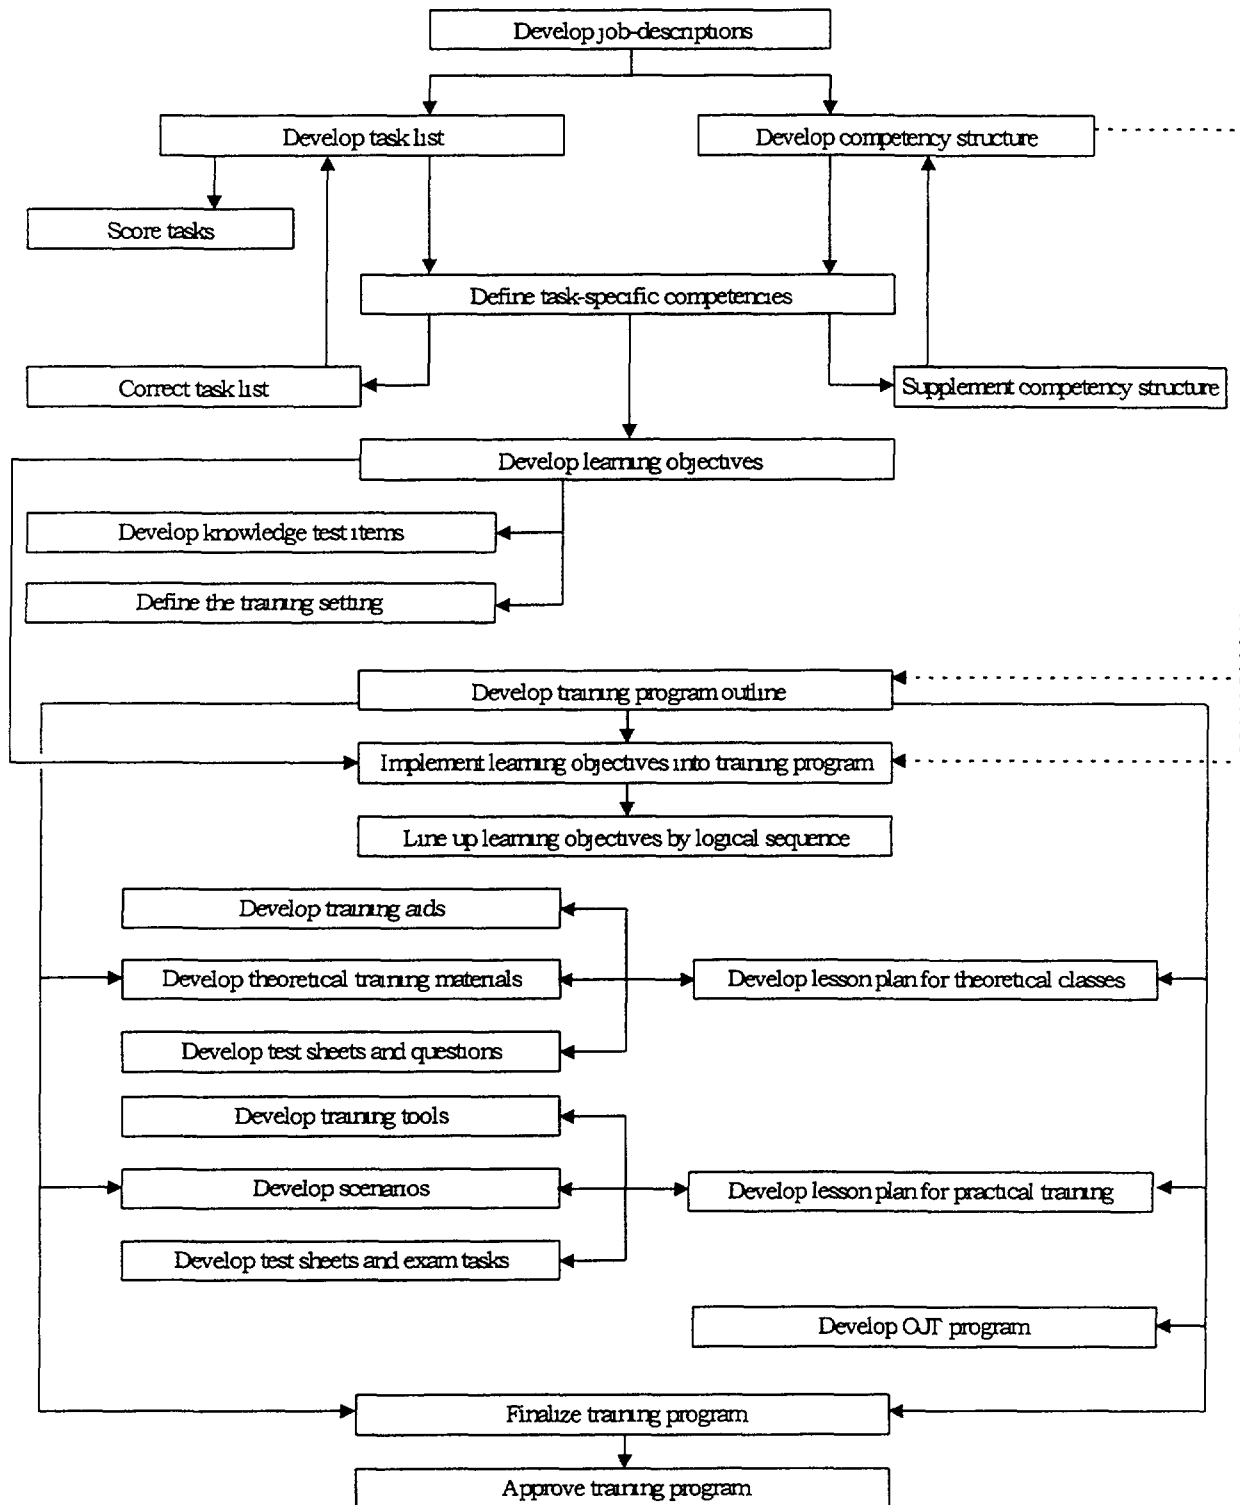 Develop job-descriptions
Develop task list
Develop competency structure
Score tasks
Define task-specific competencies
Correct task list
Supplement competency structure
Develop learning objectives
Develop knowledge test items
Define the training setting
Develop training program outline
Implement learning objectives into training program
Line up learning objectives by logical sequence
Develop training aids
Develop theoretical training materials
Develop lesson plan for theoretical classes
Develop test sheets and questions
Develop training tools
Develop scenarios
Develop lesson plan for practical training
Develop test sheets and exam tasks
Develop OJT program
Finalize training program
Approve training program